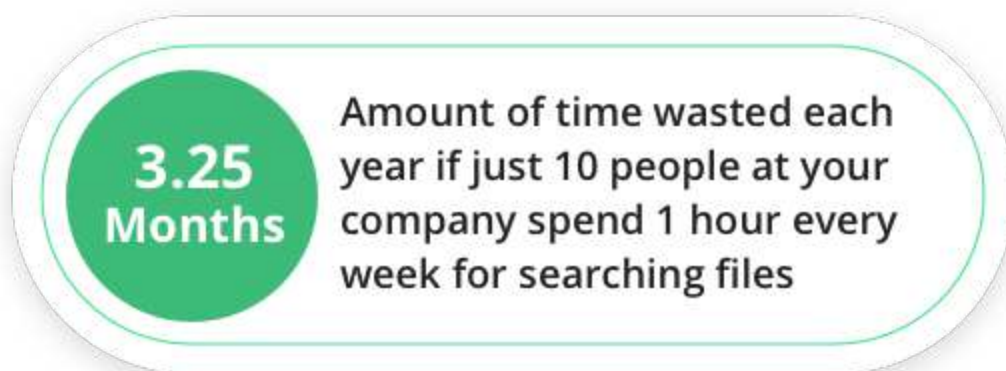 3.25
Months
Amount of time wasted each
year if just 10 people at your
company spend 1 hour every
week for searching files